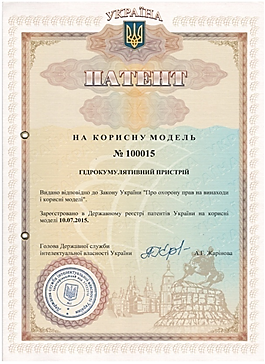 УКРАЇНА
ПАТЕНТ
НА КОРИСНУ МОДЕЛЬ
№ 100015
ГІДРОКУМУЛЯТИВНИЙ ПРИСТРІЙ
Видано відповідно до Закону України "Про охорону прав на винаходи
і корисні моделі".
Зареєстровано в Державному реєстрі патентів України на корисні
моделі 10.07.2015.
Голова Державної служби
інтелектуальної власності України
А.Г. Жарінова